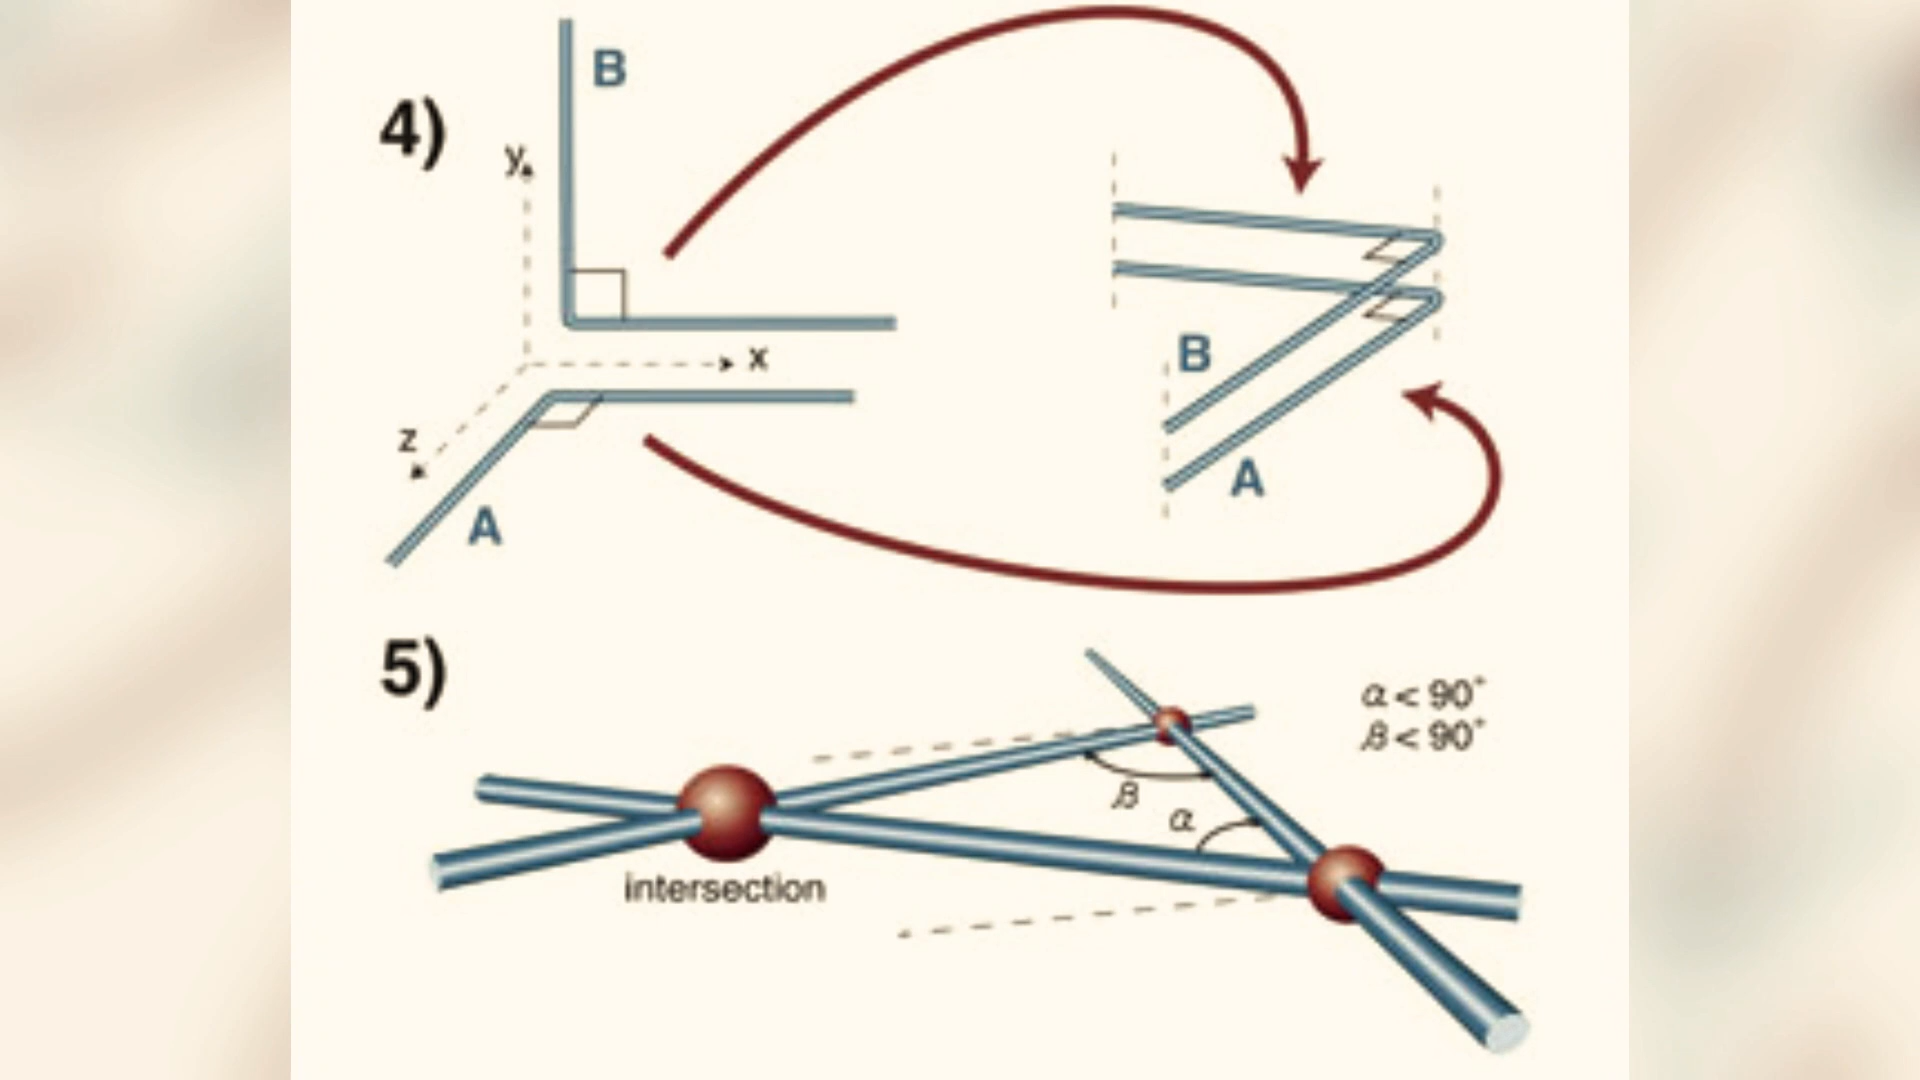 4)
B
y
x
z
A
B
A
5)
α < 90°
β < 90°
β
α
intersection